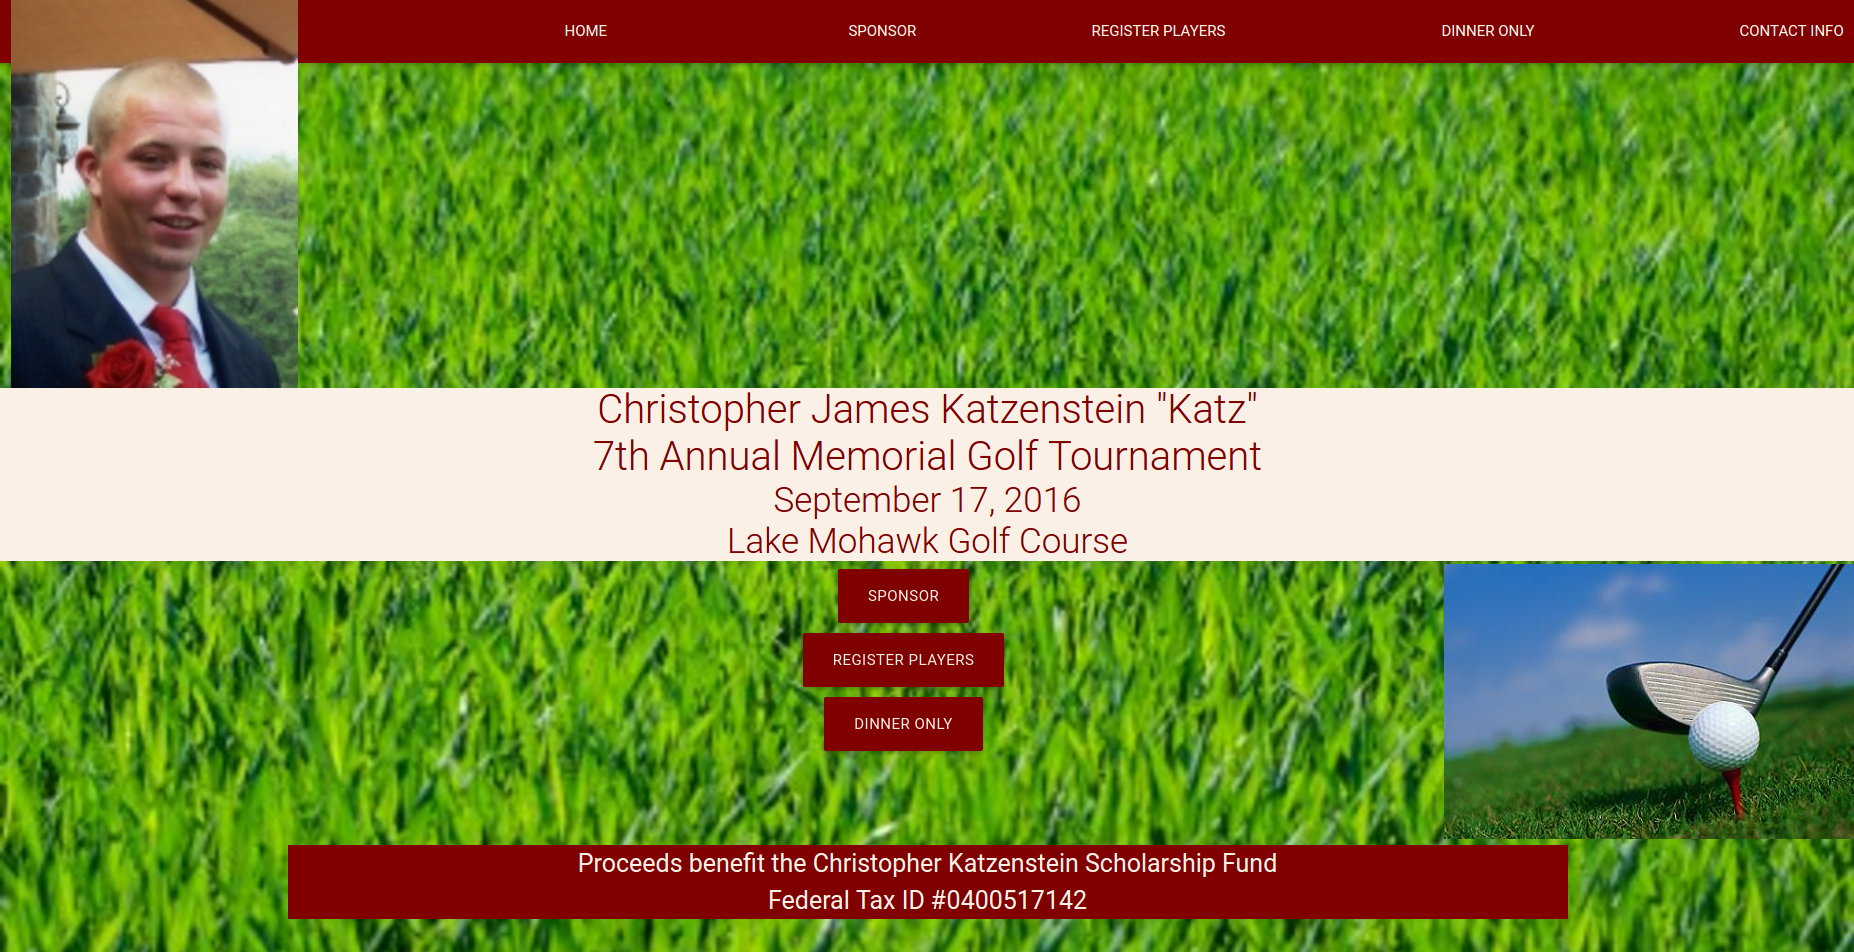 HOME
SPONSOR
REGISTER PLAYERS
DINNER ONLY
CONTACT INFO
Christopher James Katzenstein "Katz"
7th Annual Memorial Golf Tournament
September 17, 2016
Lake Mohawk Golf Course
SPONSOR
REGISTER PLAYERS
DINNER ONLY
Proceeds benefit the Christopher Katzenstein Scholarship Fund
Federal Tax ID #0400517142